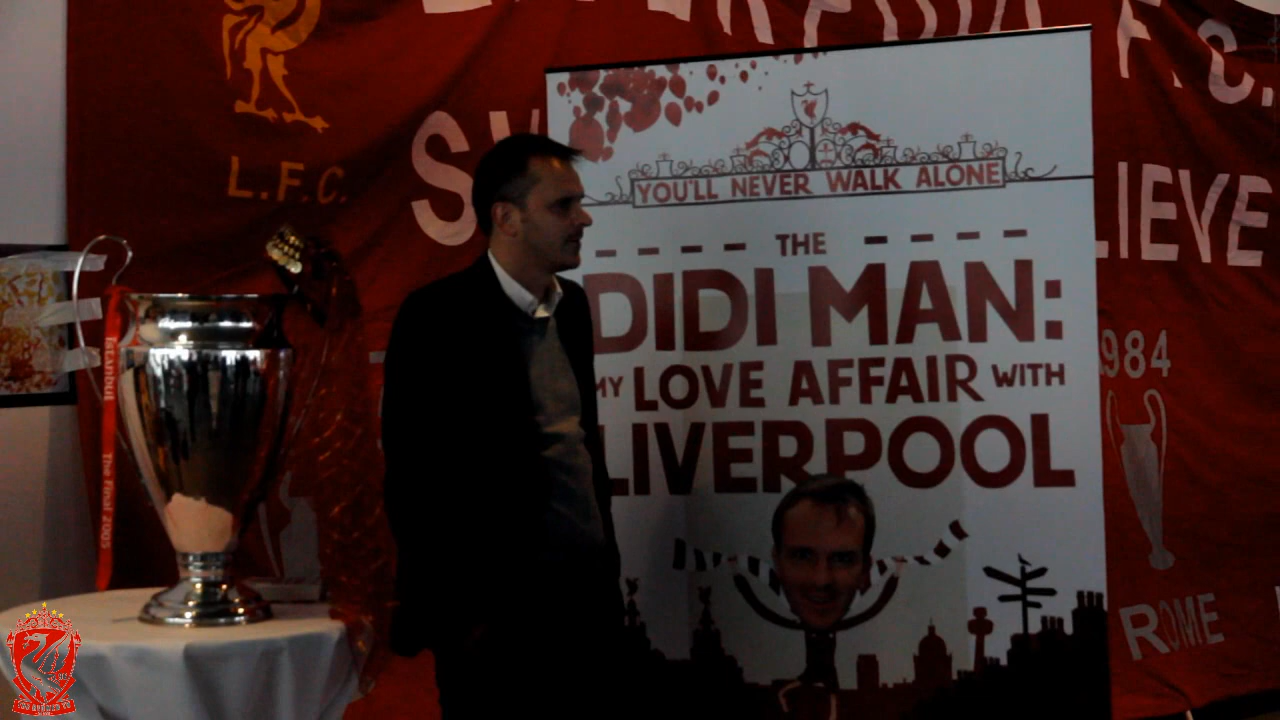 L.F.C.
F.C.
LIEVE
YOU'LL NEVER WALK ALONE
THE
DIDI MAN:
MY LOVE AFFAIR WITH
LIVERPOOL
Istanbul The Final 2005
984
ROME